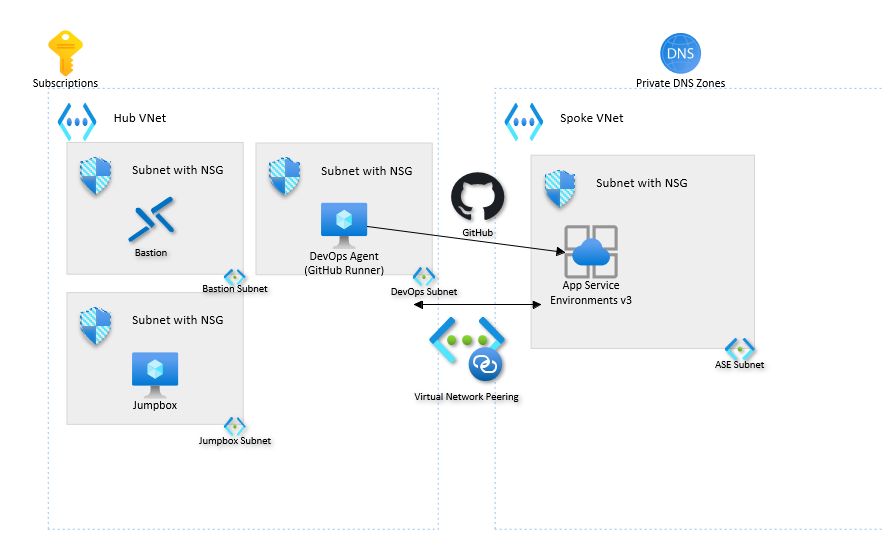 Subscriptions
DNS
Private DNS Zones
Hub VNet
Spoke VNet
Subnet with NSG
Bastion
Bastion Subnet
Subnet with NSG
DevOps Agent
(GitHub Runner)
DevOps Subnet
GitHub
Subnet with NSG
App Service
Environments v3
ASE Subnet
Subnet with NSG
Jumpbox
Jumpbox Subnet
Virtual Network Peering